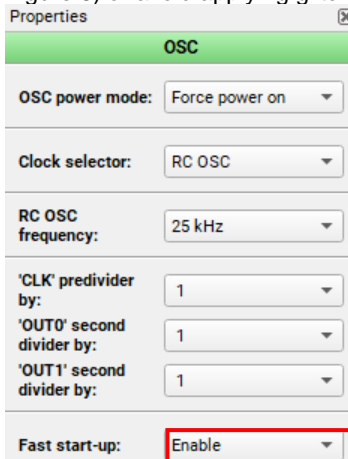 Properties
OSC
OSC power mode: Force power on
Clock selector: RC OSC
RC OSC
frequency: 25 kHz
'CLK' predivider
by: 1
'OUT0' second
divider by: 1
'OUT1' second
divider by: 1
Fast start-up: Enable